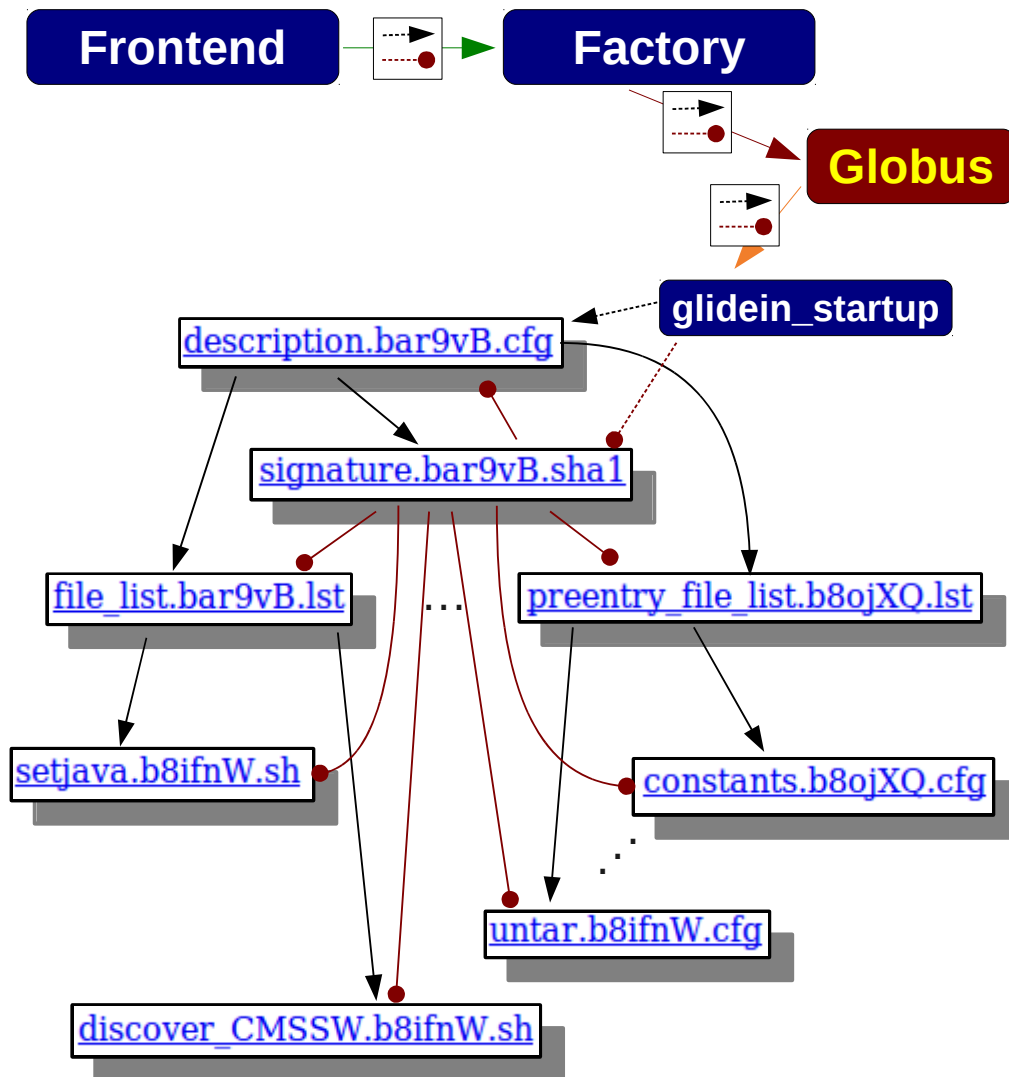 Frontend
Factory
Globus
glidein_startup
description.bar9vB.cfg
signature.bar9vB.sha1
file_list.bar9vB.lst
...
preentry_file_list.b8ojXQ.lst
setjava.b8ifnW.sh
constants.b8ojXQ.cfg
...
untar.b8ifnW.cfg
discover_CMSSW.b8ifnW.sh